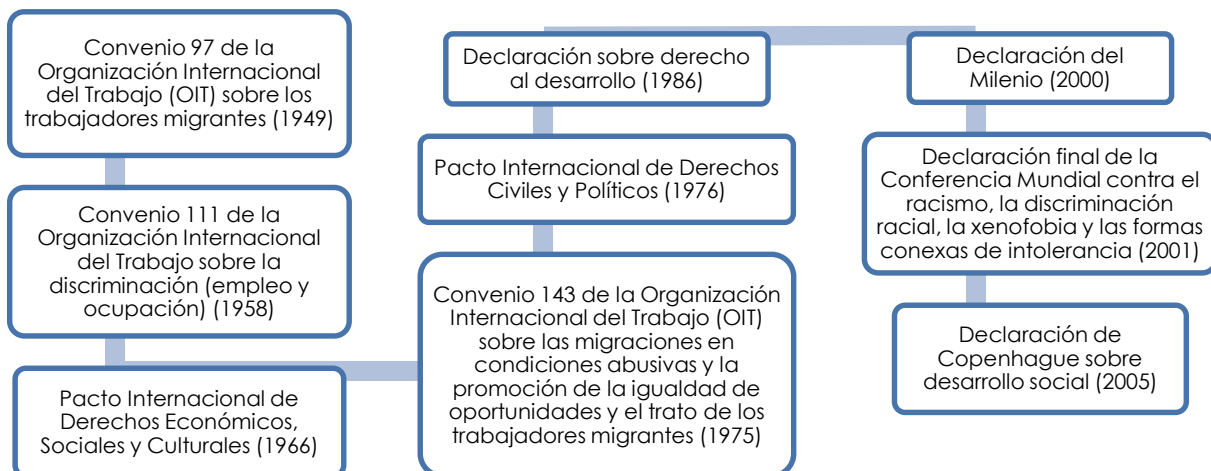 Convenio 97 de la
Organización Internacional
del Trabajo (OIT) sobre los
trabajadores migrantes (1949)
Convenio 111 de la
Organización Internacional
del Trabajo sobre la
discriminación (empleo y
ocupación) (1958)
Pacto Internacional de
Derechos Económicos,
Sociales y Culturales (1966)
Convenio 143 de la Organización
Internacional del Trabajo (OIT)
sobre las migraciones en
condiciones abusivas y la
promoción de la igualdad de
oportunidades y el trato de los
trabajadores migrantes (1975)
Pacto Internacional de Derechos
Civiles y Políticos (1976)
Declaración sobre derecho
al desarrollo (1986)
Declaración del
Milenio (2000)
Declaración final de la
Conferencia Mundial contra el
racismo, la discriminación
racial, la xenofobia y las formas
conexas de intolerancia (2001)
Declaración de
Copenhague sobre
desarrollo social (2005)